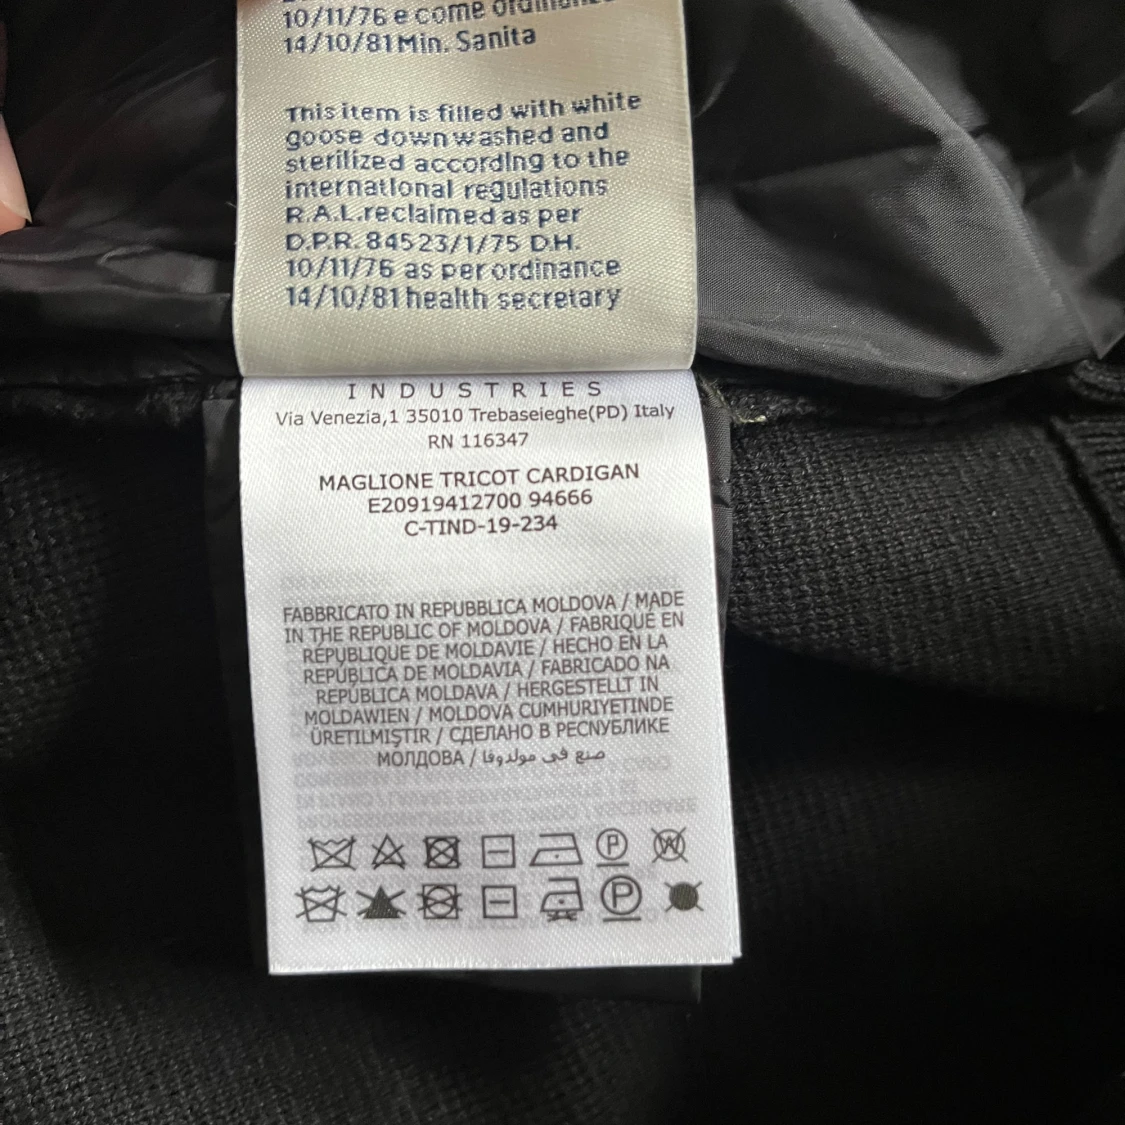 10/11/76 e come
14/10/81 Min. Sanita
This item is filled with white
goose down washed and
sterilized according to the
international regulations
R.A.L. reclaimed as per
D.P.R. 84523/1/75 D.H.
10/11/76 as per ordinance
14/10/81 health secretary
INDUSTRIES
Via Venezia,1 35010 Trebaseieghe(PD) Italy
RN 116347
MAGLIONE TRICOT CARDIGAN
E20919412700 94666
C-TIND-19-234
FABBRICATO IN REPUBBLICA MOLDOVA / MADE
IN THE REPUBLIC OF MOLDOVA / FABRIQUÉ EN
RÉPUBLIQUE DE MOLDAVIE / HECHO EN LA
REPÚBLICA DE MOLDAVIA / FABRICADO NA
REPÚBLICA MOLDAVA / HERGESTELLT IN
MOLDAWIEN / MOLDOVA CUMHURIYETINDE
ÜRETILMIŞTIR / СДЕЛАНО В РЕСПУБЛИКЕ
МОЛДОВА / صنع في مولدوفا
P W
P